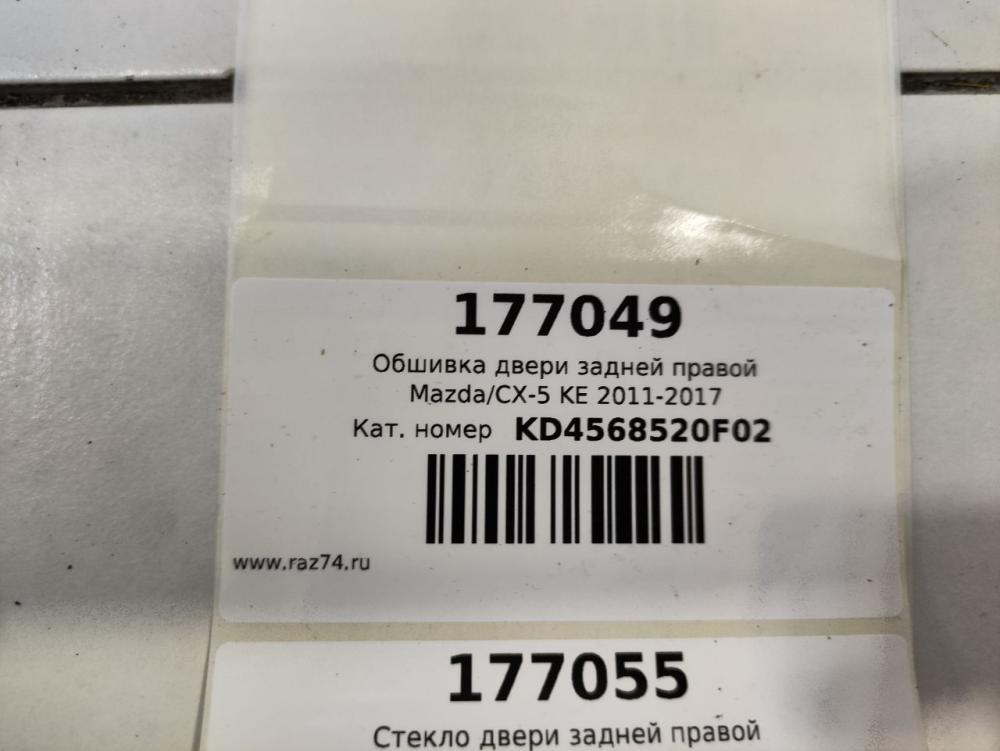 177049
Обшивка двери задней правой
Mazda/CX-5 KE 2011-2017
Кат. номер KD4568520F02
www.raz74.ru
177055
Стекло двери задней правой